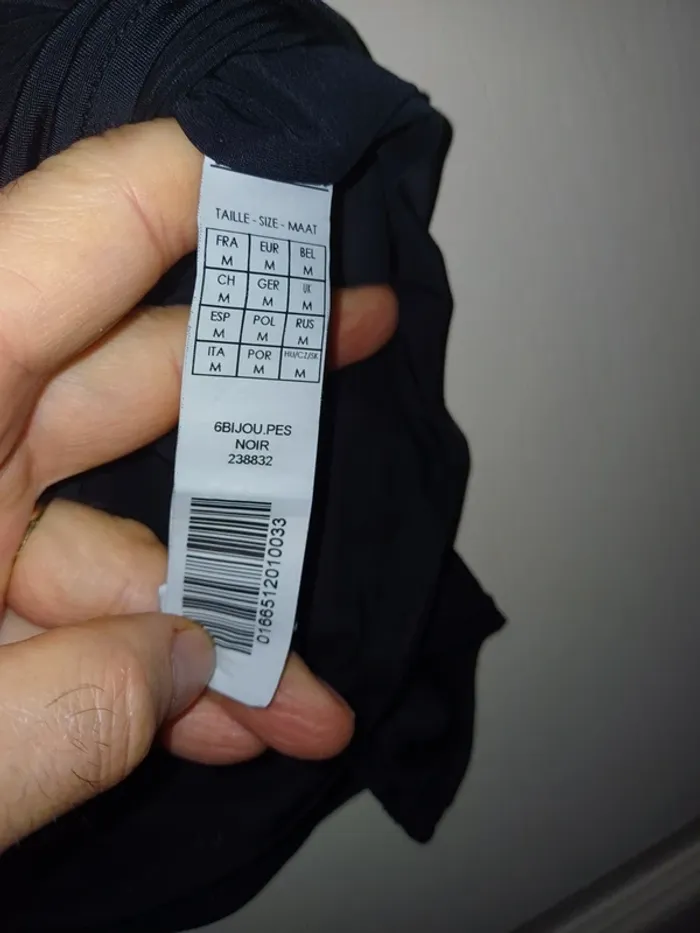 TAILLE - SIZE - MAAT
FRA EUR BEL
M M M
CH GER UK
M M M
ESP POL RUS
M M M
ITA POR HU/CZ/SK
M M M
6BIJOU.PES
NOIR
238832
0166512010033